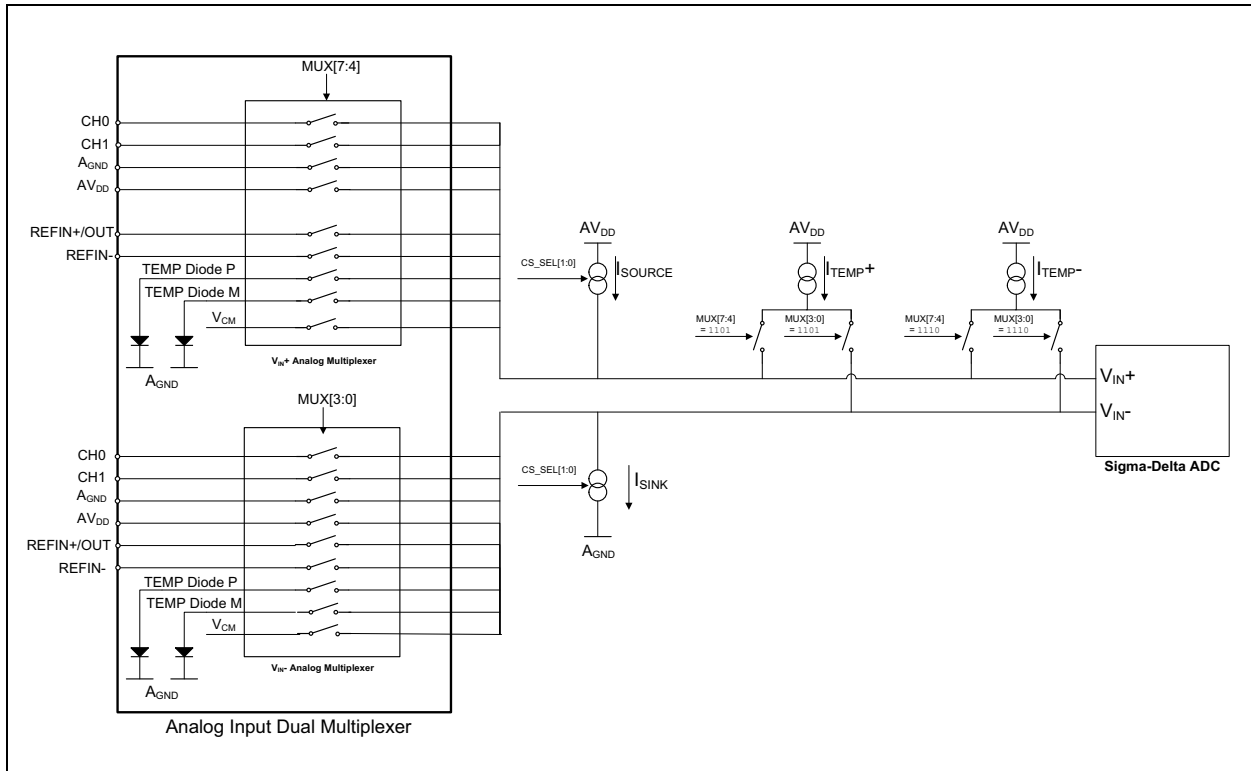 MUX[7:4]
CH0
CH1
AGND
AVDD
REFIN+/OUT
REFIN-
TEMP Diode P
TEMP Diode M
VCM
AGND
VIN+ Analog Multiplexer
MUX[3:0]
CH0
CH1
AGND
AVDD
REFIN+/OUT
REFIN-
TEMP Diode P
TEMP Diode M
VCM
AGND
VIN- Analog Multiplexer
Analog Input Dual Multiplexer
AVDD
CS_SEL[1:0]
ISOURCE
CS_SEL[1:0]
ISINK
AGND
AVDD
ITEMP+
MUX[7:4]
= 1101
MUX[3:0]
= 1101
AVDD
ITEMP-
MUX[7:4]
= 1110
MUX[3:0]
= 1110
VIN+
VIN-
Sigma-Delta ADC